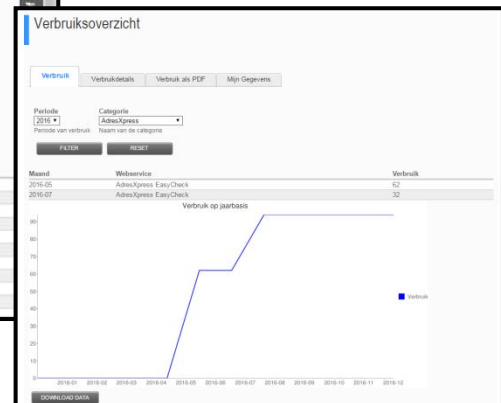 Verbruiksoverzicht
Verbruik Verbruikdetails Verbruik als PDF Mijn Gegevens
Periode Categorie
2016 AdresXpress
Periode van verbruik Naam van de categorie
FILTER RESET
Maand Webservice Verbruik
2016-05 AdresXpress EasyCheck 62
2016-07 AdresXpress EasyCheck 32
Verbruik op jaarbasis
90
80
70
60
50
40
30
20
10
0
Verbruik
2016-01 2016-02 2016-03 2016-04 2016-05 2016-06 2016-07 2016-08 2016-09 2016-10 2016-11 2016-12
DOWNLOAD DATA